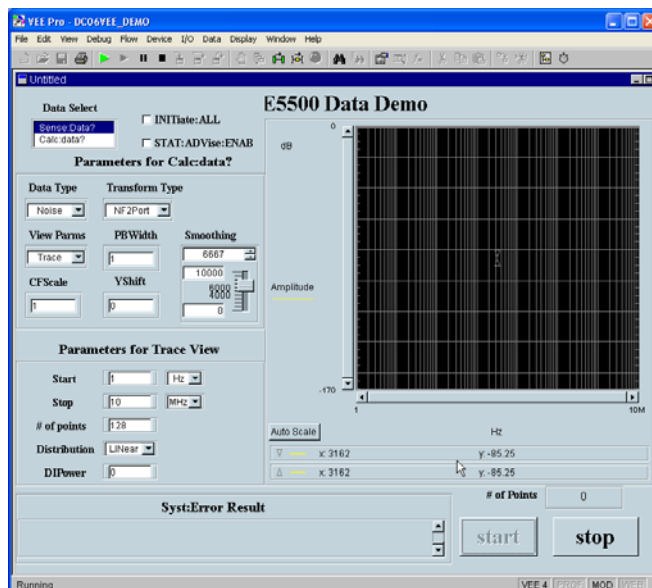 VEE Pro - DC06VEE_DEMO
File Edit View Debug Flow Device I/O Data Display Window Help
Untitled
E5500 Data Demo
Data Select
Sense:Data?
Calc:data?
INITiate:ALL
STAT:ADVise:ENAB
Parameters for Calc:data?
Data Type Transform Type
Noise NF2Port
View Parms PBWidth Smoothing
Trace 1 6667
10000
6000
4000
0
CFScale YShift
1 0
Parameters for Trace View
Start 1 Hz
Stop 10 MHz
# of points 128
Distribution LINear
DIPower 0
0
dB
Amplitude
-170
1 10M
Hz
Auto Scale
x: 3162 y:-85.25
x: 3162 y:-85.25
# of Points 0
Syst:Error Result
start stop
Running VEE 4 PROF MOD WEB